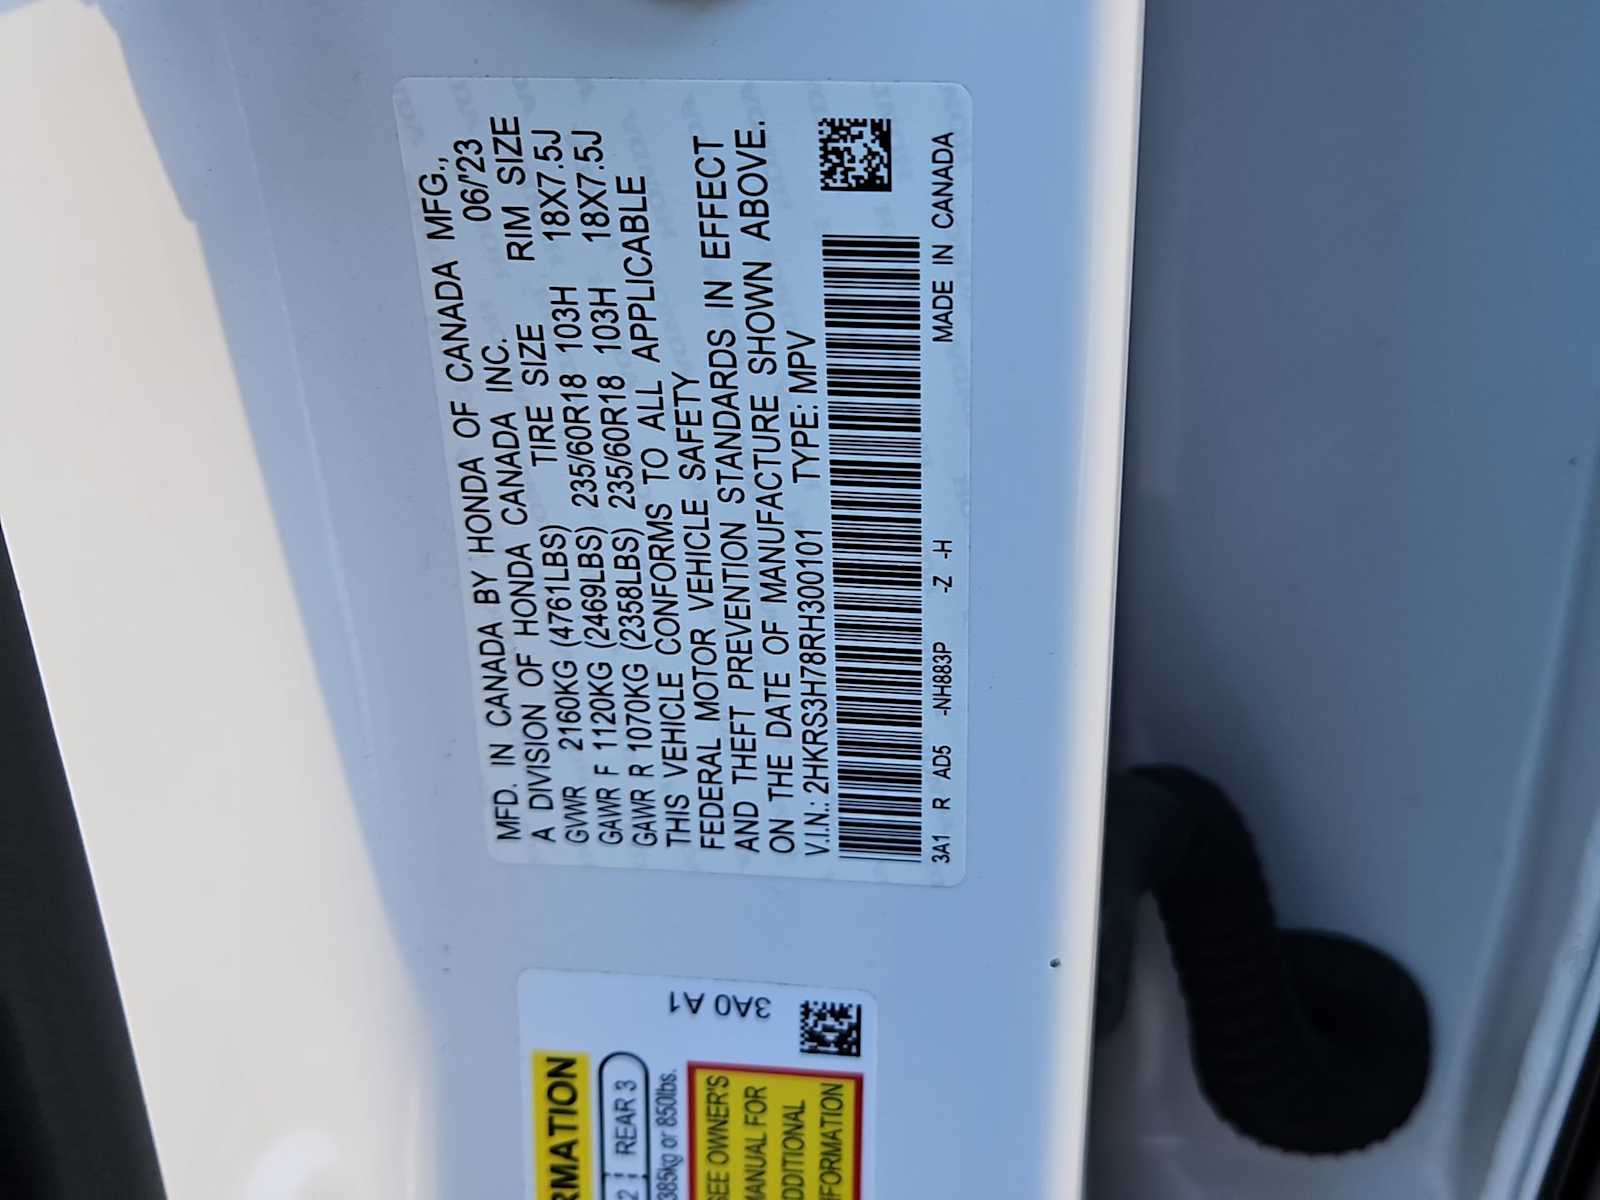 MFD. IN CANADA BY HONDA OF CANADA MFG.,
A DIVISION OF HONDA CANADA INC. 06/'23
TIRE SIZE RIM SIZE
GVWR 2160KG (4761LBS)
GAWR F 1120KG (2469LBS) 235/60R18 103H 18X7.5J
GAWR R 1070KG (2358LBS) 235/60R18 103H 18X7.5J
THIS VEHICLE CONFORMS TO ALL APPLICABLE
FEDERAL MOTOR VEHICLE SAFETY
AND THEFT PREVENTION STANDARDS IN EFFECT
ON THE DATE OF MANUFACTURE SHOWN ABOVE.
V.I.N.: 2HKRS3H78RH300101 TYPE: MPV
3A1 R AD5 -NH883P -Z -H MADE IN CANADA
3A0 A1
2 REAR 3
385kg or 850lbs.
SEE OWNER'S
MANUAL FOR